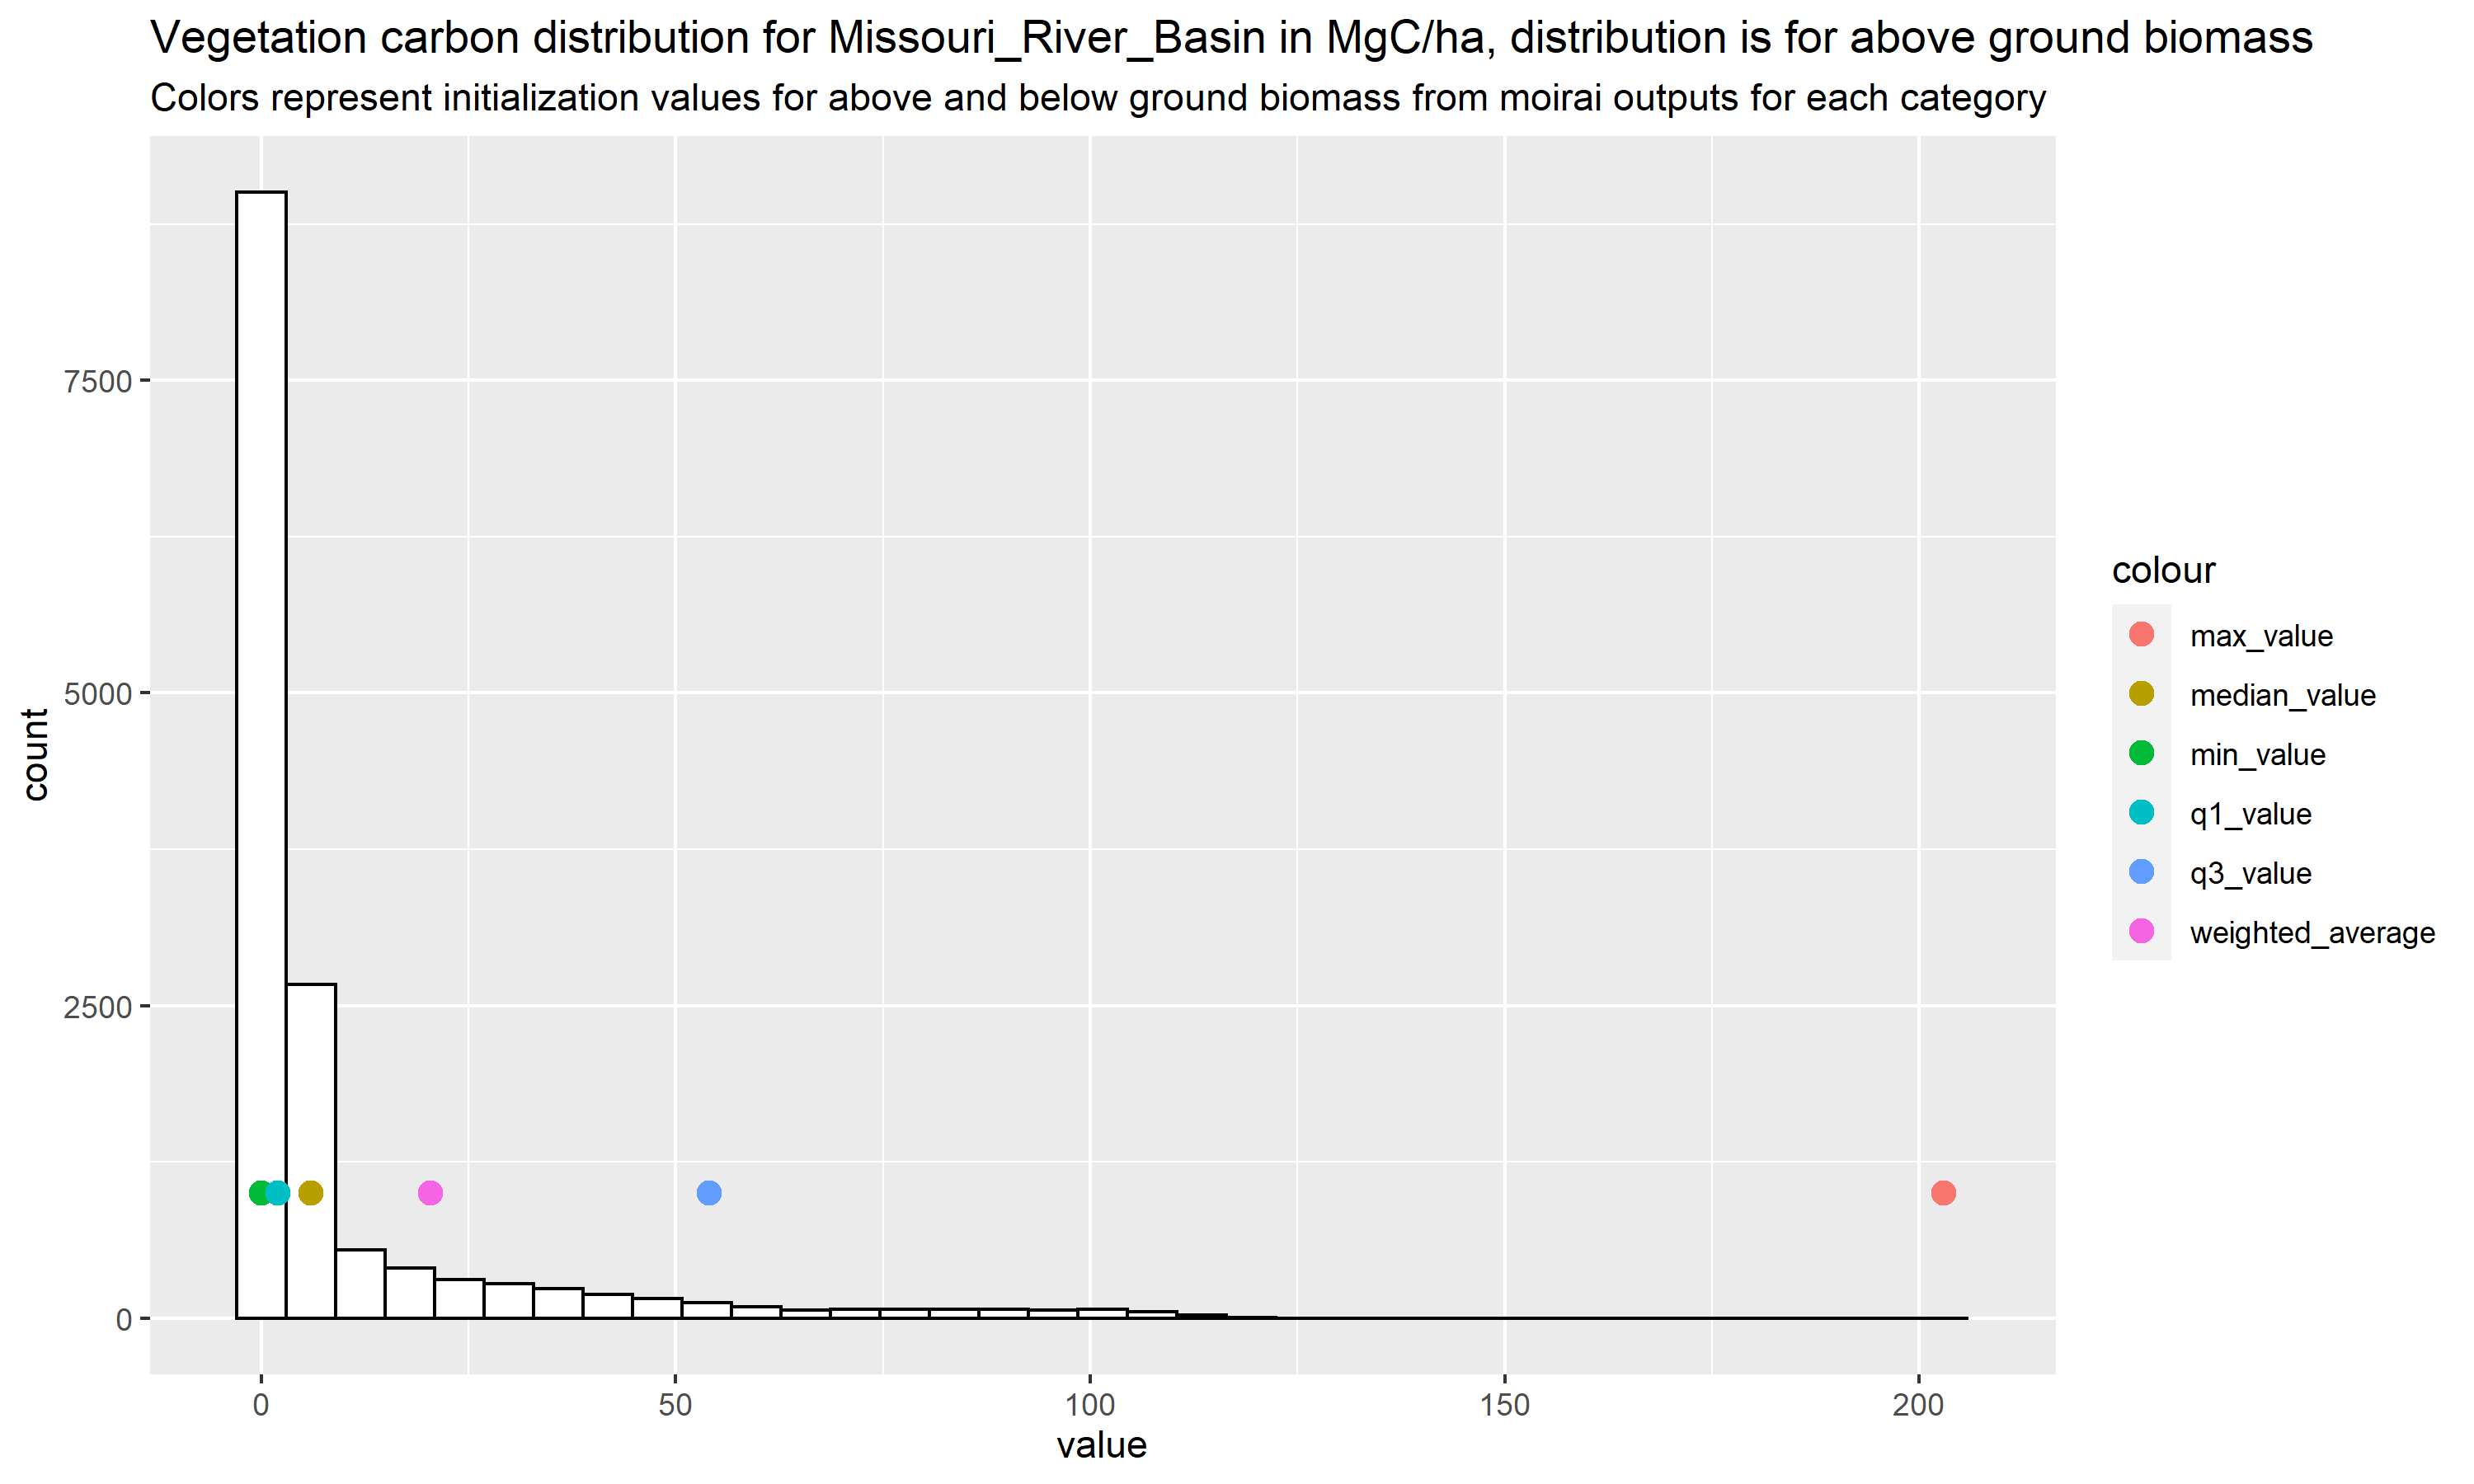 Vegetation carbon distribution for Missouri_River_Basin in MgC/ha, distribution is for above ground biomass
Colors represent initialization values for above and below ground biomass from moirai outputs for each category
7500
5000
2500
0
count
0
50
100
150
200
value
colour
max_value
median_value
min_value
q1_value
q3_value
weighted_average